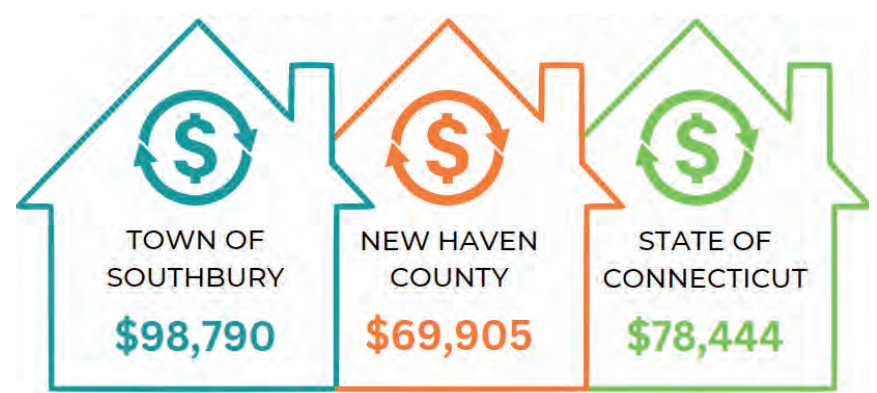 TOWN OF
SOUTHBURY
$98,790
NEW HAVEN
COUNTY
$69,905
STATE OF
CONNECTICUT
$78,444